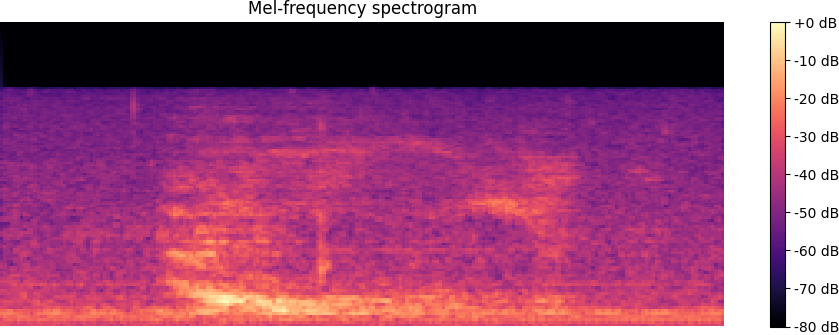 Mel-frequency spectrogram
+0 dB
-10 dB
-20 dB
-30 dB
-40 dB
-50 dB
-60 dB
-70 dB
-80 dB